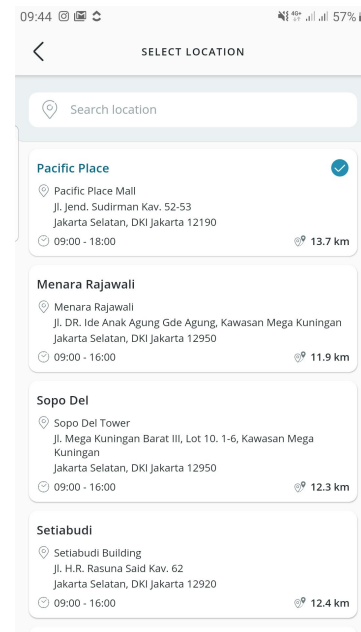 09:44 4G+ 57%
SELECT LOCATION
Search location
Pacific Place
Pacific Place Mall
Jl. Jend. Sudirman Kav. 52-53
Jakarta Selatan, DKI Jakarta 12190
09:00 - 18:00 13.7 km
Menara Rajawali
Menara Rajawali
Jl. DR. Ide Anak Agung Gde Agung, Kawasan Mega Kuningan
Jakarta Selatan, DKI Jakarta 12950
09:00 - 16:00 11.9 km
Sopo Del
Sopo Del Tower
Jl. Mega Kuningan Barat III, Lot 10. 1-6, Kawasan Mega
Kuningan
Jakarta Selatan, DKI Jakarta 12950
09:00 - 16:00 12.3 km
Setiabudi
Setiabudi Building
Jl. H.R. Rasuna Said Kav. 62
Jakarta Selatan, DKI Jakarta 12920
09:00 - 16:00 12.4 km